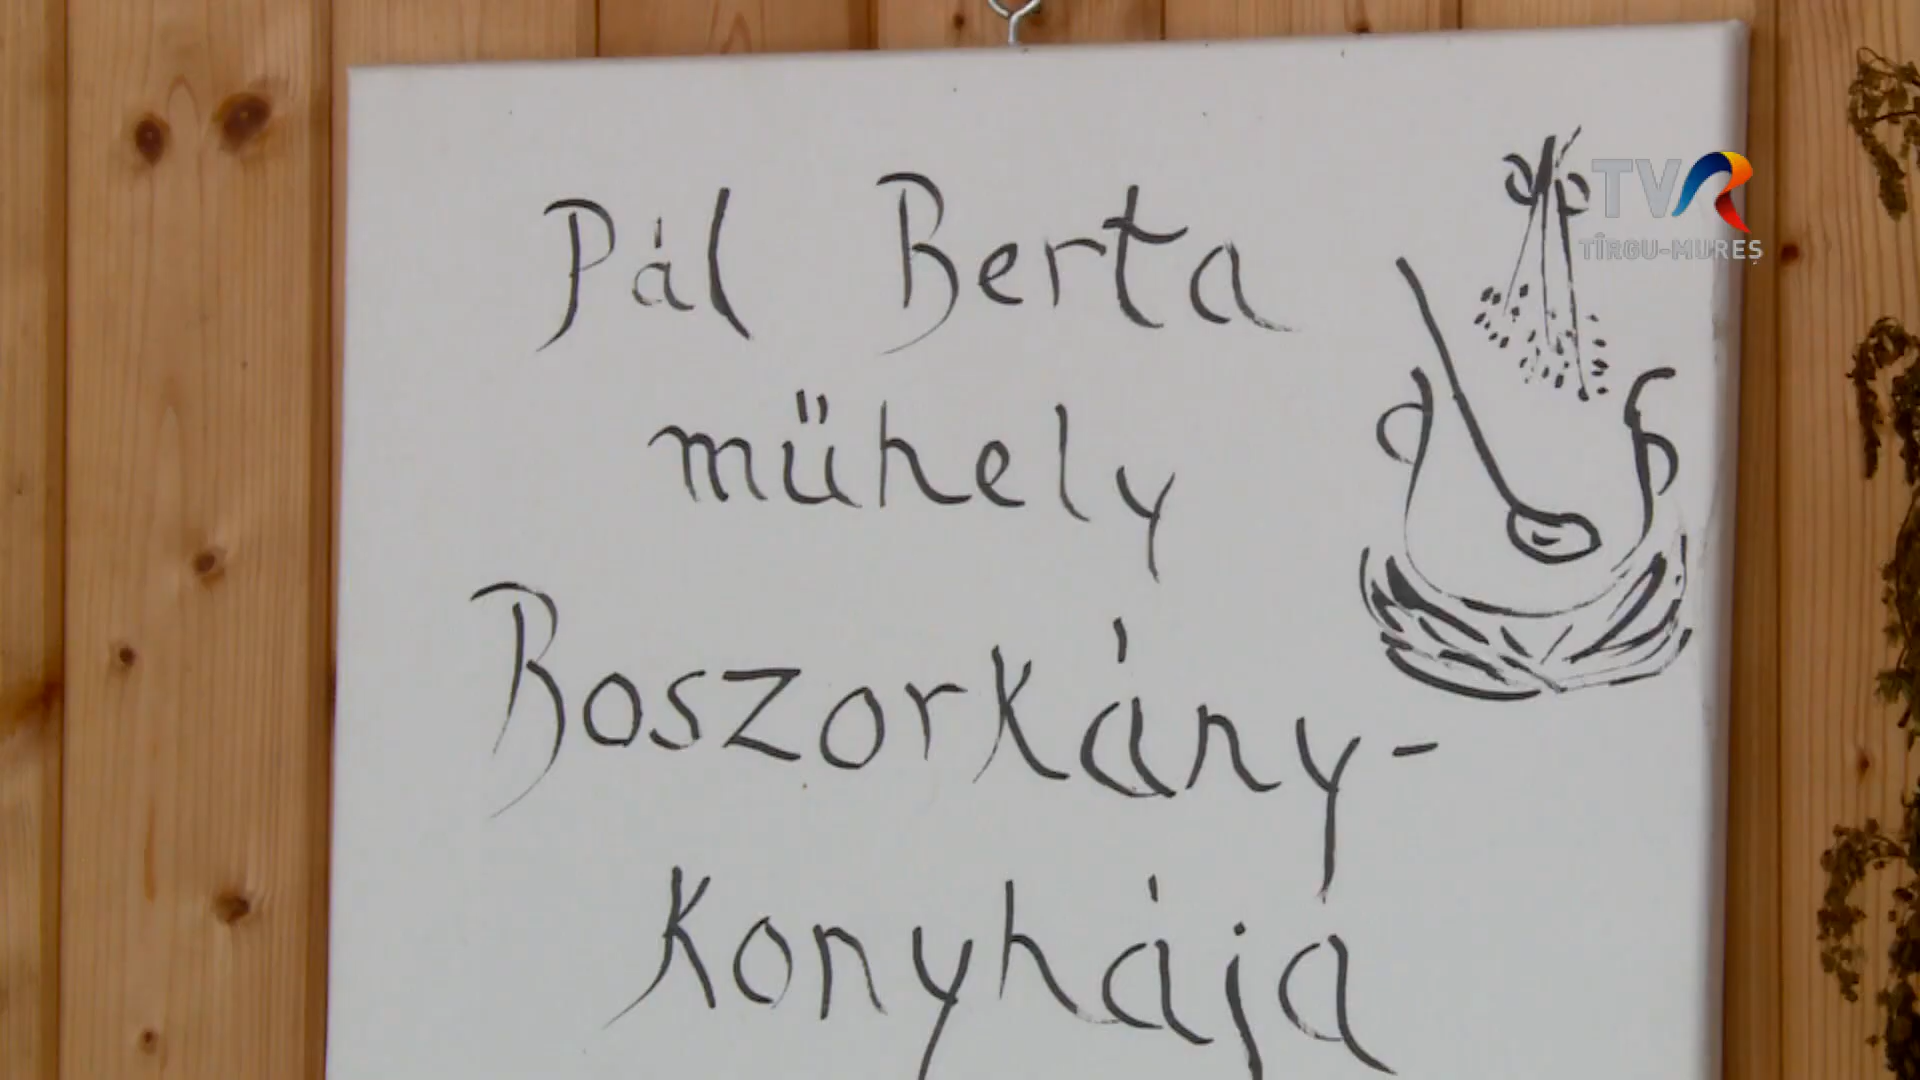 Pál Berta
műhely
Boszorkány-
Konyhája
TVR
TÎRGU-MUREȘ